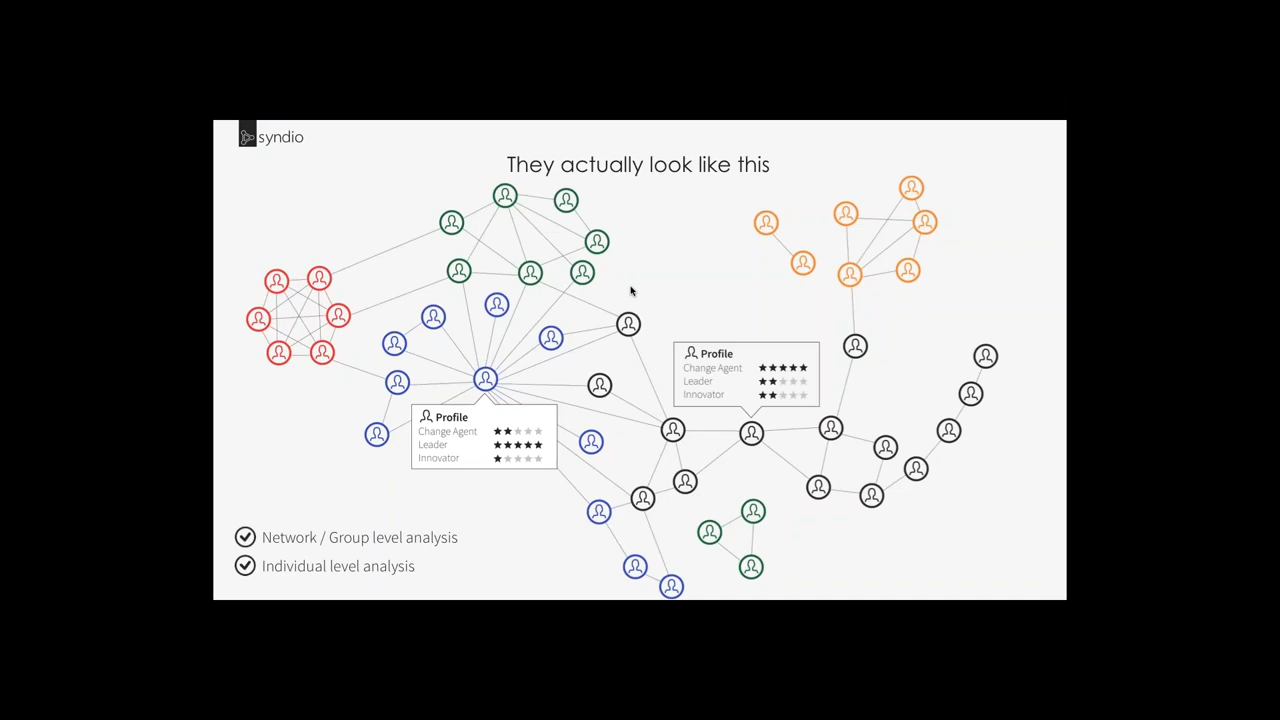 syndio
They actually look like this
Profile
Change Agent ★★★★★
Leader ★★★★★
Innovator ★★★★★
Profile
Change Agent ★★★★★
Leader ★★★★★
Innovator ★★★★★
Network / Group level analysis
Individual level analysis